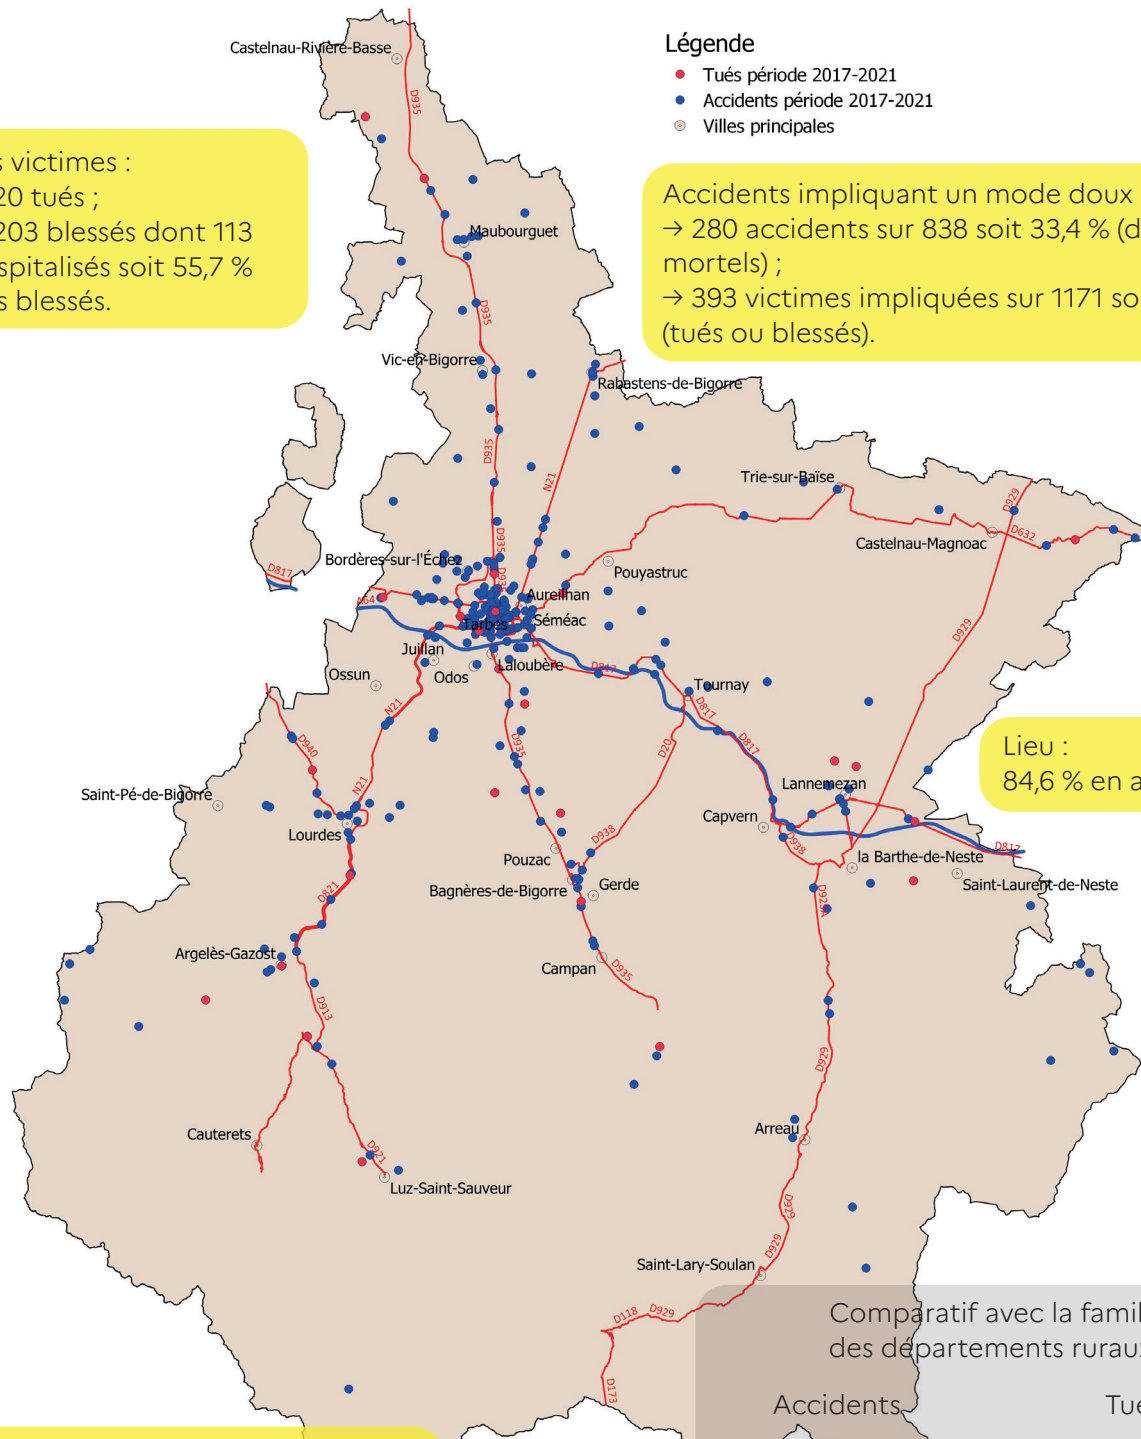 Castelnau-Rivière-Basse
Légende
Tués période 2017-2021
Accidents période 2017-2021
Villes principales
D935
s victimes :
20 tués ;
203 blessés dont 113
spitalisés soit 55,7 %
s blessés.
Accidents impliquant un mode doux
→ 280 accidents sur 838 soit 33,4 % (d
mortels) ;
→ 393 victimes impliquées sur 1171 so
(tués ou blessés).
Maubourguet
D935
Vic-en-Bigorre
Rabastens-de-Bigorre
D935
N21
Trie-sur-Baïse
D929
D632
Castelnau-Magnoac
D935
Bordères-sur-l'Échez
Pouyastruc
D817
D935
A64
Aureilhan
Tarbes
Séméac
D929
Juillan
Laloubère
Odos
D817
Ossun
Tournay
N21
D817
D940
D935
D20
D817
Lieu :
84,6 % en a
N21
Lannemezan
Saint-Pé-de-Bigorre
Lourdes
Capvern
D938
D938
D817
Pouzac
la Barthe-de-Neste
Bagnères-de-Bigorre
Gerde
Saint-Laurent-de-Neste
D821
D929A
Argelès-Gazost
Campan
D935
D913
D929
Cauterets
Arreau
D921
Luz-Saint-Sauveur
D929
D929
Saint-Lary-Soulan
D118
D929
Comparatif avec la famil
des départements ruraux
D173
Accidents
Tué